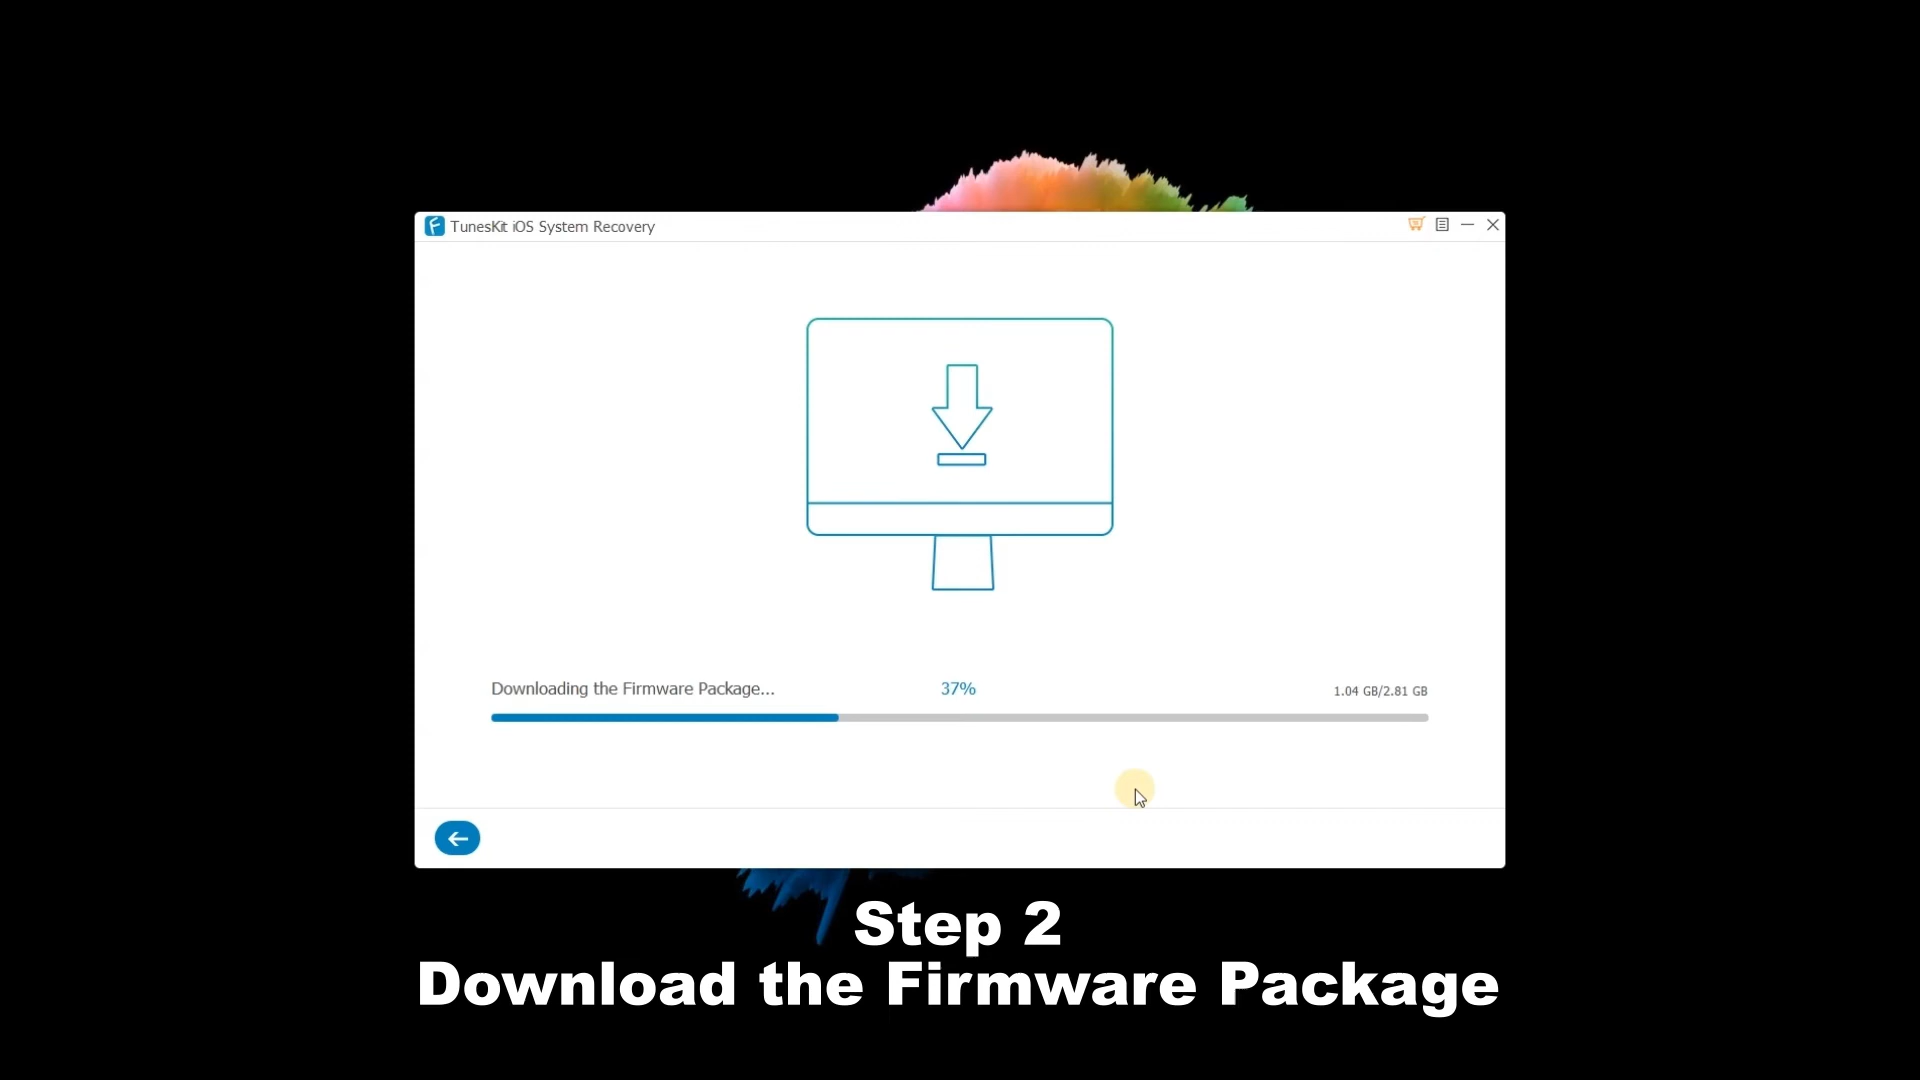 TunesKit iOS System Recovery
Downloading the Firmware Package... 37% 1.04 GB/2.81 GB
Step 2
Download the Firmware Package